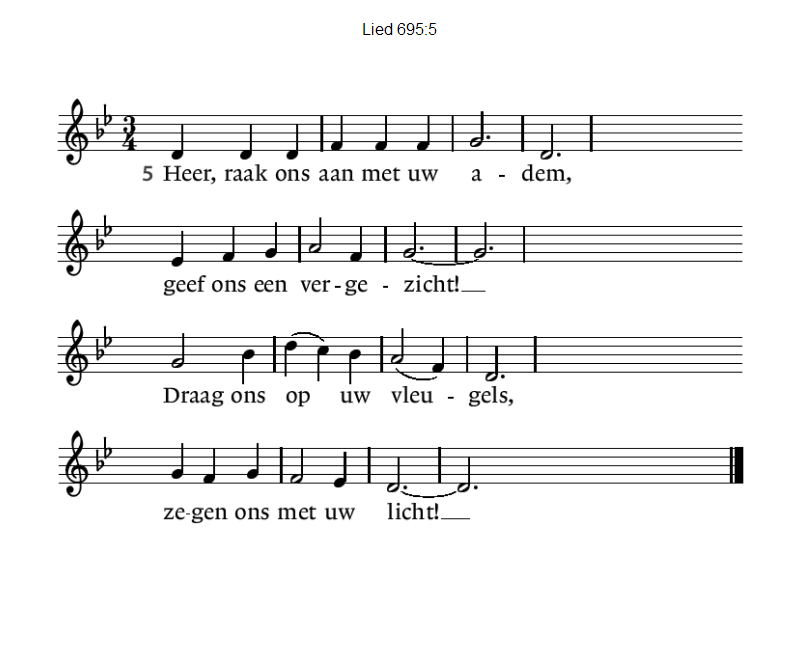 Lied 695:5
5 Heer, raak ons aan met uw a - dem,
geef ons een ver - ge - zicht!
Draag ons op uw vleu - gels,
ze - gen ons met uw licht!